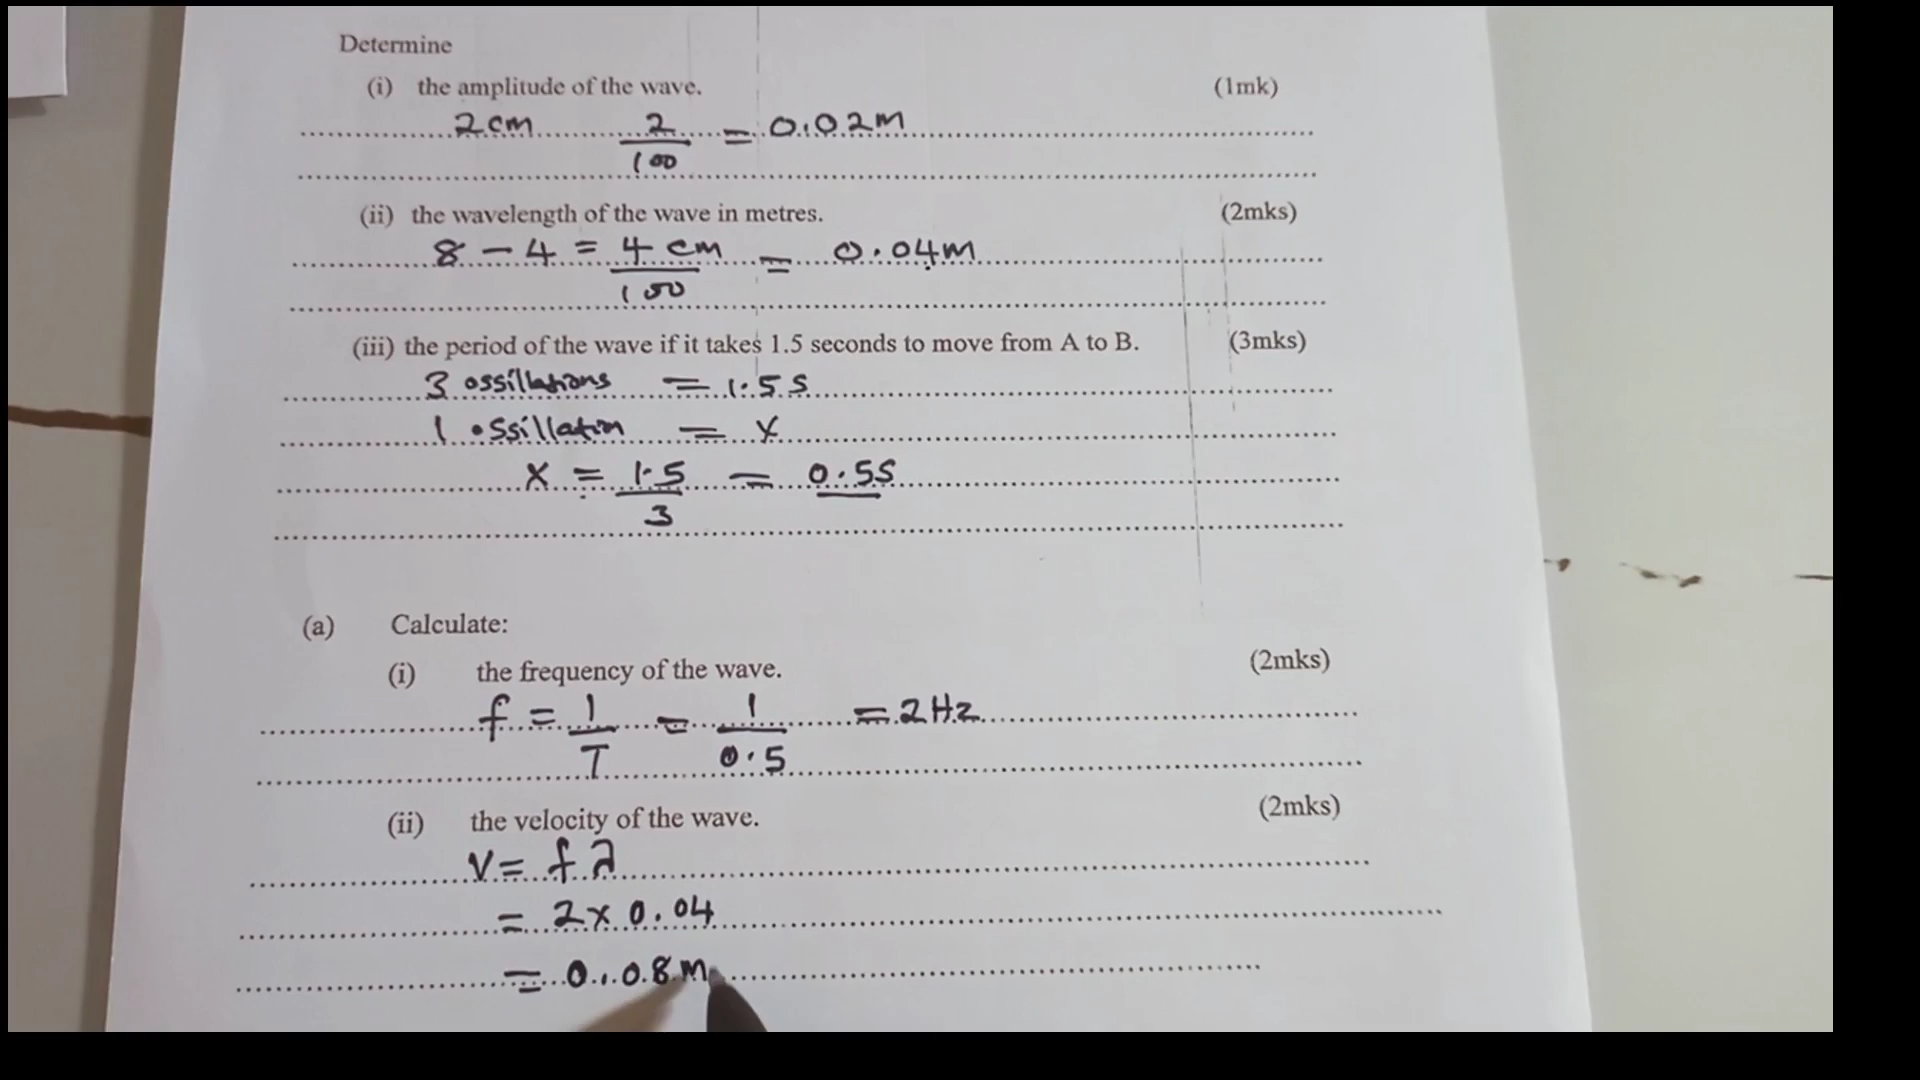 Determine
(i) the amplitude of the wave. (1mk)
2cm 2/100 = 0.02m
(ii) the wavelength of the wave in metres. (2mks)
8 - 4 = 4 cm/100 = 0.04m
(iii) the period of the wave if it takes 1.5 seconds to move from A to B. (3mks)
3 ossillations = 1.5s
1 ossillation = x
x = 1.5/3 = 0.5s
(a) Calculate:
(i) the frequency of the wave. (2mks)
f = 1/T = 1/0.5 = 2Hz
(ii) the velocity of the wave. (2mks)
V = fλ
= 2 x 0.04
= 0.08m